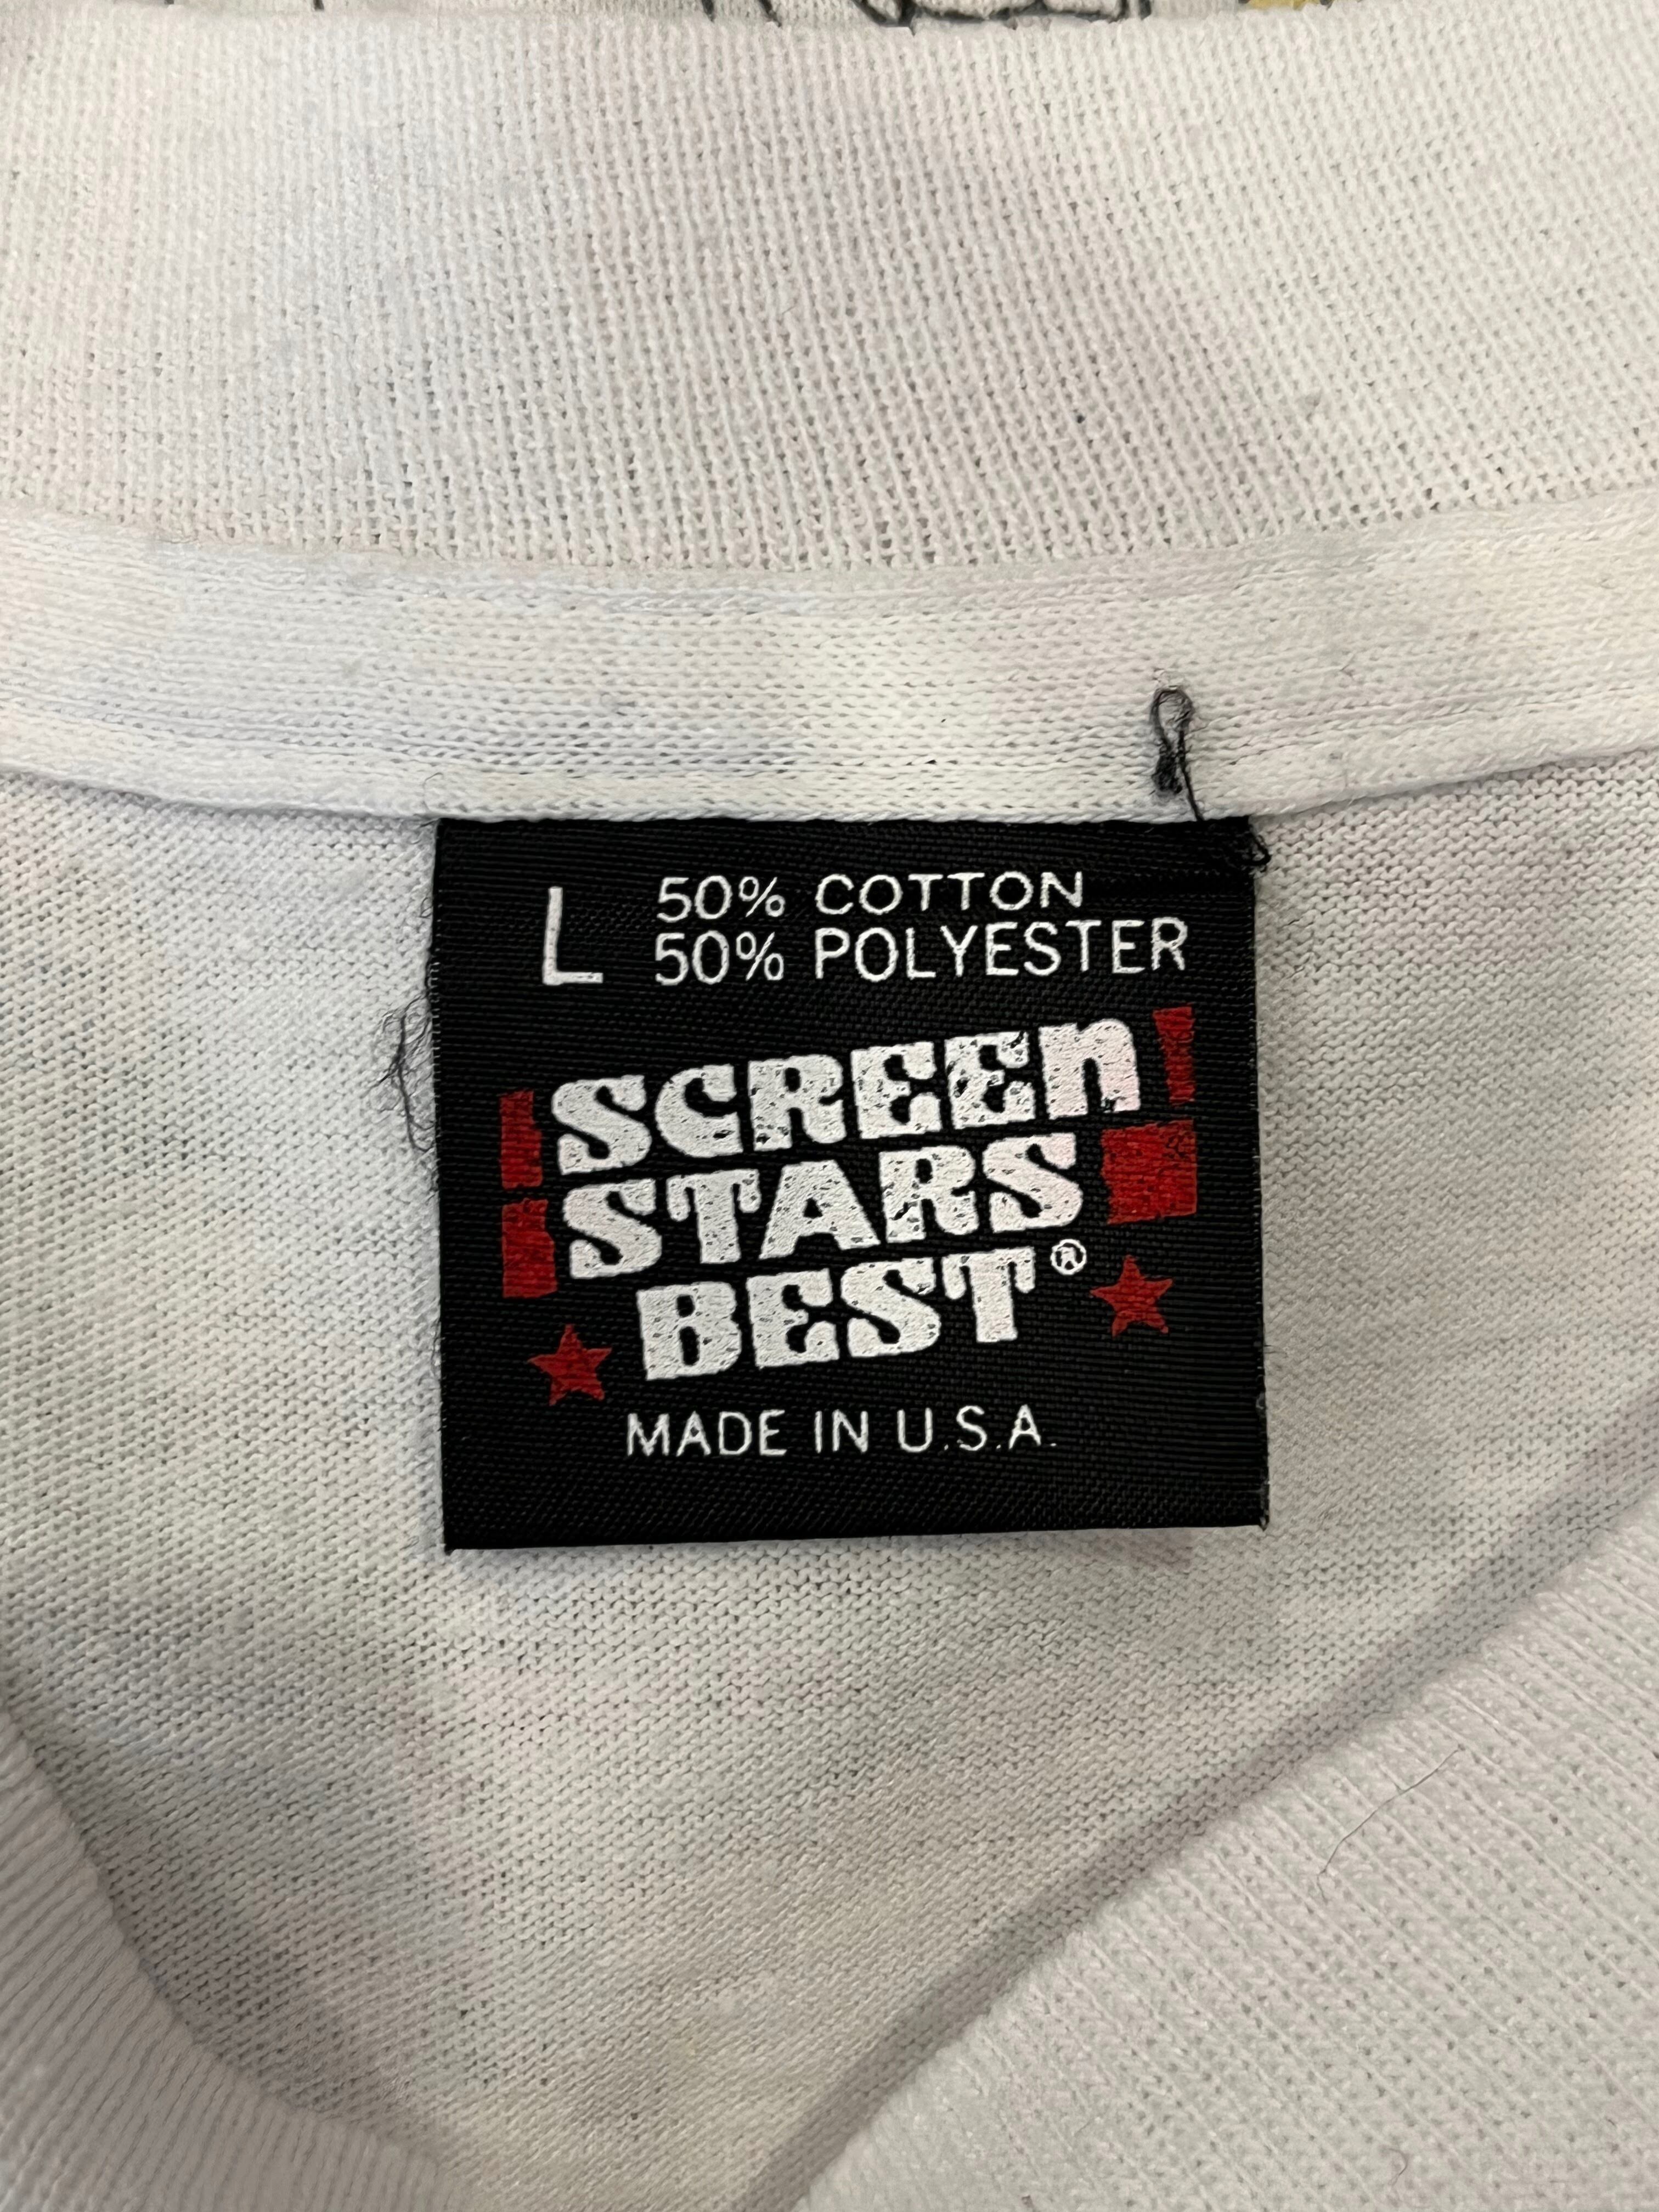 L 50% COTTON
50% POLYESTER
SCREEN
STARS
BEST®
MADE IN U.S.A.